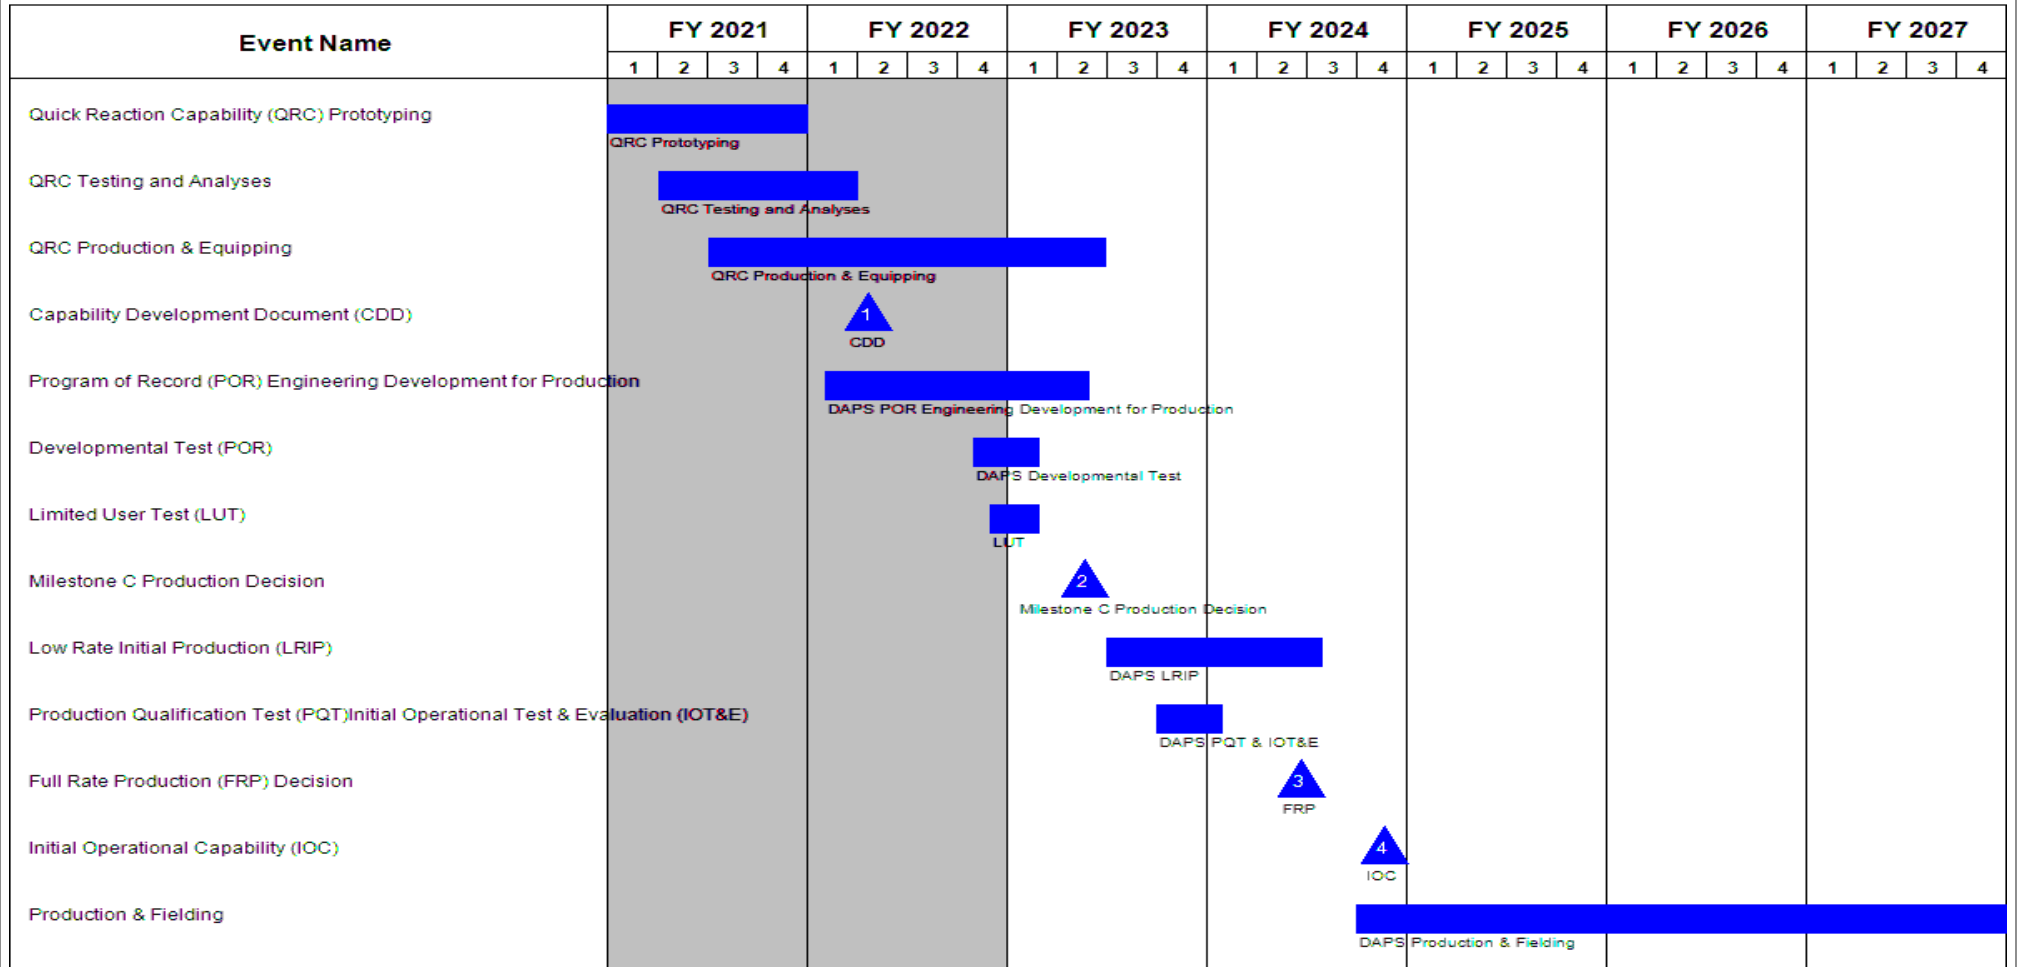 Event Name
FY 2021 FY 2022 FY 2023 FY 2024 FY 2025 FY 2026 FY 2027
1 2 3 4 1 2 3 4 1 2 3 4 1 2 3 4 1 2 3 4 1 2 3 4 1 2 3 4
Quick Reaction Capability (QRC) Prototyping
QRC Prototyping
QRC Testing and Analyses
QRC Testing and Analyses
QRC Production & Equipping
QRC Production & Equipping
Capability Development Document (CDD)
1
CDD
Program of Record (POR) Engineering Development for Production
DAPS POR Engineering Development for Production
Developmental Test (POR)
DAPS Developmental Test
Limited User Test (LUT)
LUT
Milestone C Production Decision
2
Milestone C Production Decision
Low Rate Initial Production (LRIP)
DAPS LRIP
Production Qualification Test (PQT)Initial Operational Test & Evaluation (IOT&E)
DAPS PQT & IOT&E
Full Rate Production (FRP) Decision
3
FRP
Initial Operational Capability (IOC)
4
IOC
Production & Fielding
DAPS Production & Fielding